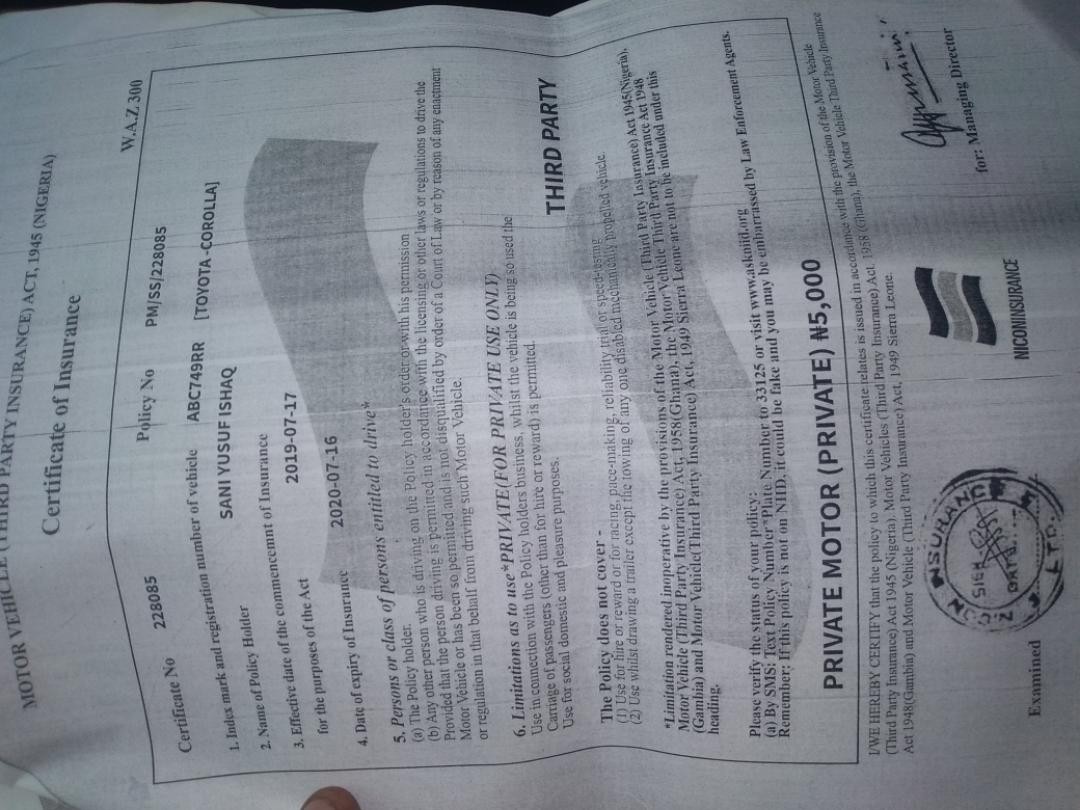 MOTOR VEHICLE (THIRD PARTY INSURANCE) ACT, 1945 (NIGERIA)
Certificate of Insurance
W.A.Z 300
Certificate No 228085 Policy No PM/SS/228085
1. Index mark and registration number of vehicle ABC749RR [TOYOTA-COROLLA]
2. Name of Policy Holder SANI YUSUF ISHAQ
3. Effective date of the commencemnt of Insurance
for the purposes of the Act 2019-07-17
4. Date of expiry of Insurance 2020-07-16
5. Persons or class of persons entitled to drive*
(a) The Policy holder.
(b) Any other person who is driving on the Policy holder's order or with his permission
Provided that the person driving is permitted in accordance with the licensing or other laws or regulations to drive the
Motor Vehicle or has been so permitted and is not disqualified by order of a Court of Law or by reason of any enactment
or regulation in that behalf from driving such Motor Vehicle.
6. Limitations as to use*PRIVATE(FOR PRIVATE USE ONLY)
Use in connection with the Policy holders business, whilst the vehicle is being so used the
Carriage of passengers (other than for hire or reward) is permitted.
Use for social domestic and pleasure purposes.
THIRD PARTY
The Policy does not cover -
(1) Use for hire or reward or for racing, pace-making, reliability trial or speed-testing
(2) Use whilst drawing a trailer except the towing of any one disabled mechanically propelled vehicle.
*Limitation rendered inoperative by the provisions of the Motor Vehicle (Third Party Insurance) Act 1945(Nigeria),
Motor Vehicle (Third Party Insurance) Act, 1958(Ghana), the Motor Vehicle Third Party Insurance Act 1948
(Gambia) and Motor Vehicle(Third Party Insurance) Act, 1949 Sierra Leone are not to be included under this
heading.
Please verify the status of your policy:
(a) By SMS: Text Policy Number*Plate Number to 33125 or visit www.askniid.org
Remember: If this policy is not on NIID, it could be fake and you may be embarrassed by Law Enforcement Agents.
PRIVATE MOTOR (PRIVATE) ₦5,000
I/WE HEREBY CERTIFY that the policy to which this certificate relates is issued in accordance with the provision of the Motor Vehicle
(Third Party Insurance) Act 1945 (Nigeria), Motor Vehicles (Third Party Insurance) Act. 1958 (Ghana), the Motor Vehicle Third Party Insurance
Act 1948(Gambia) and Motor Vehicle (Third Party Insurance) Act, 1949 Sierra Leone.
INSURANCE
SIGN
DATE
LTD.
Examined
NICONINSURANCE
for: Managing Director